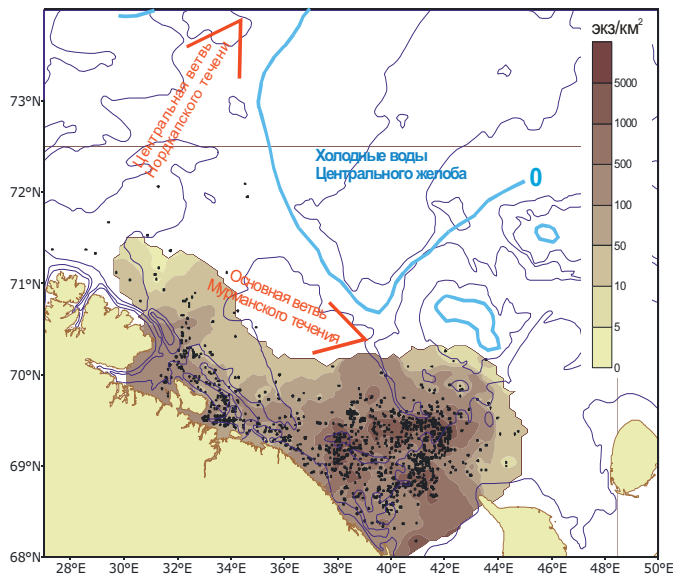 экз/км²
5000
1000
500
100
50
10
5
0
Центральная ветвь
Нордкапского течени
Холодные воды
Центрального желоба
0
Основная ветвь
Мурманского течения
73°N
72°N
71°N
70°N
69°N
68°N
28°E 30°E 32°E 34°E 36°E 38°E 40°E 42°E 44°E 46°E 48°E 50°E